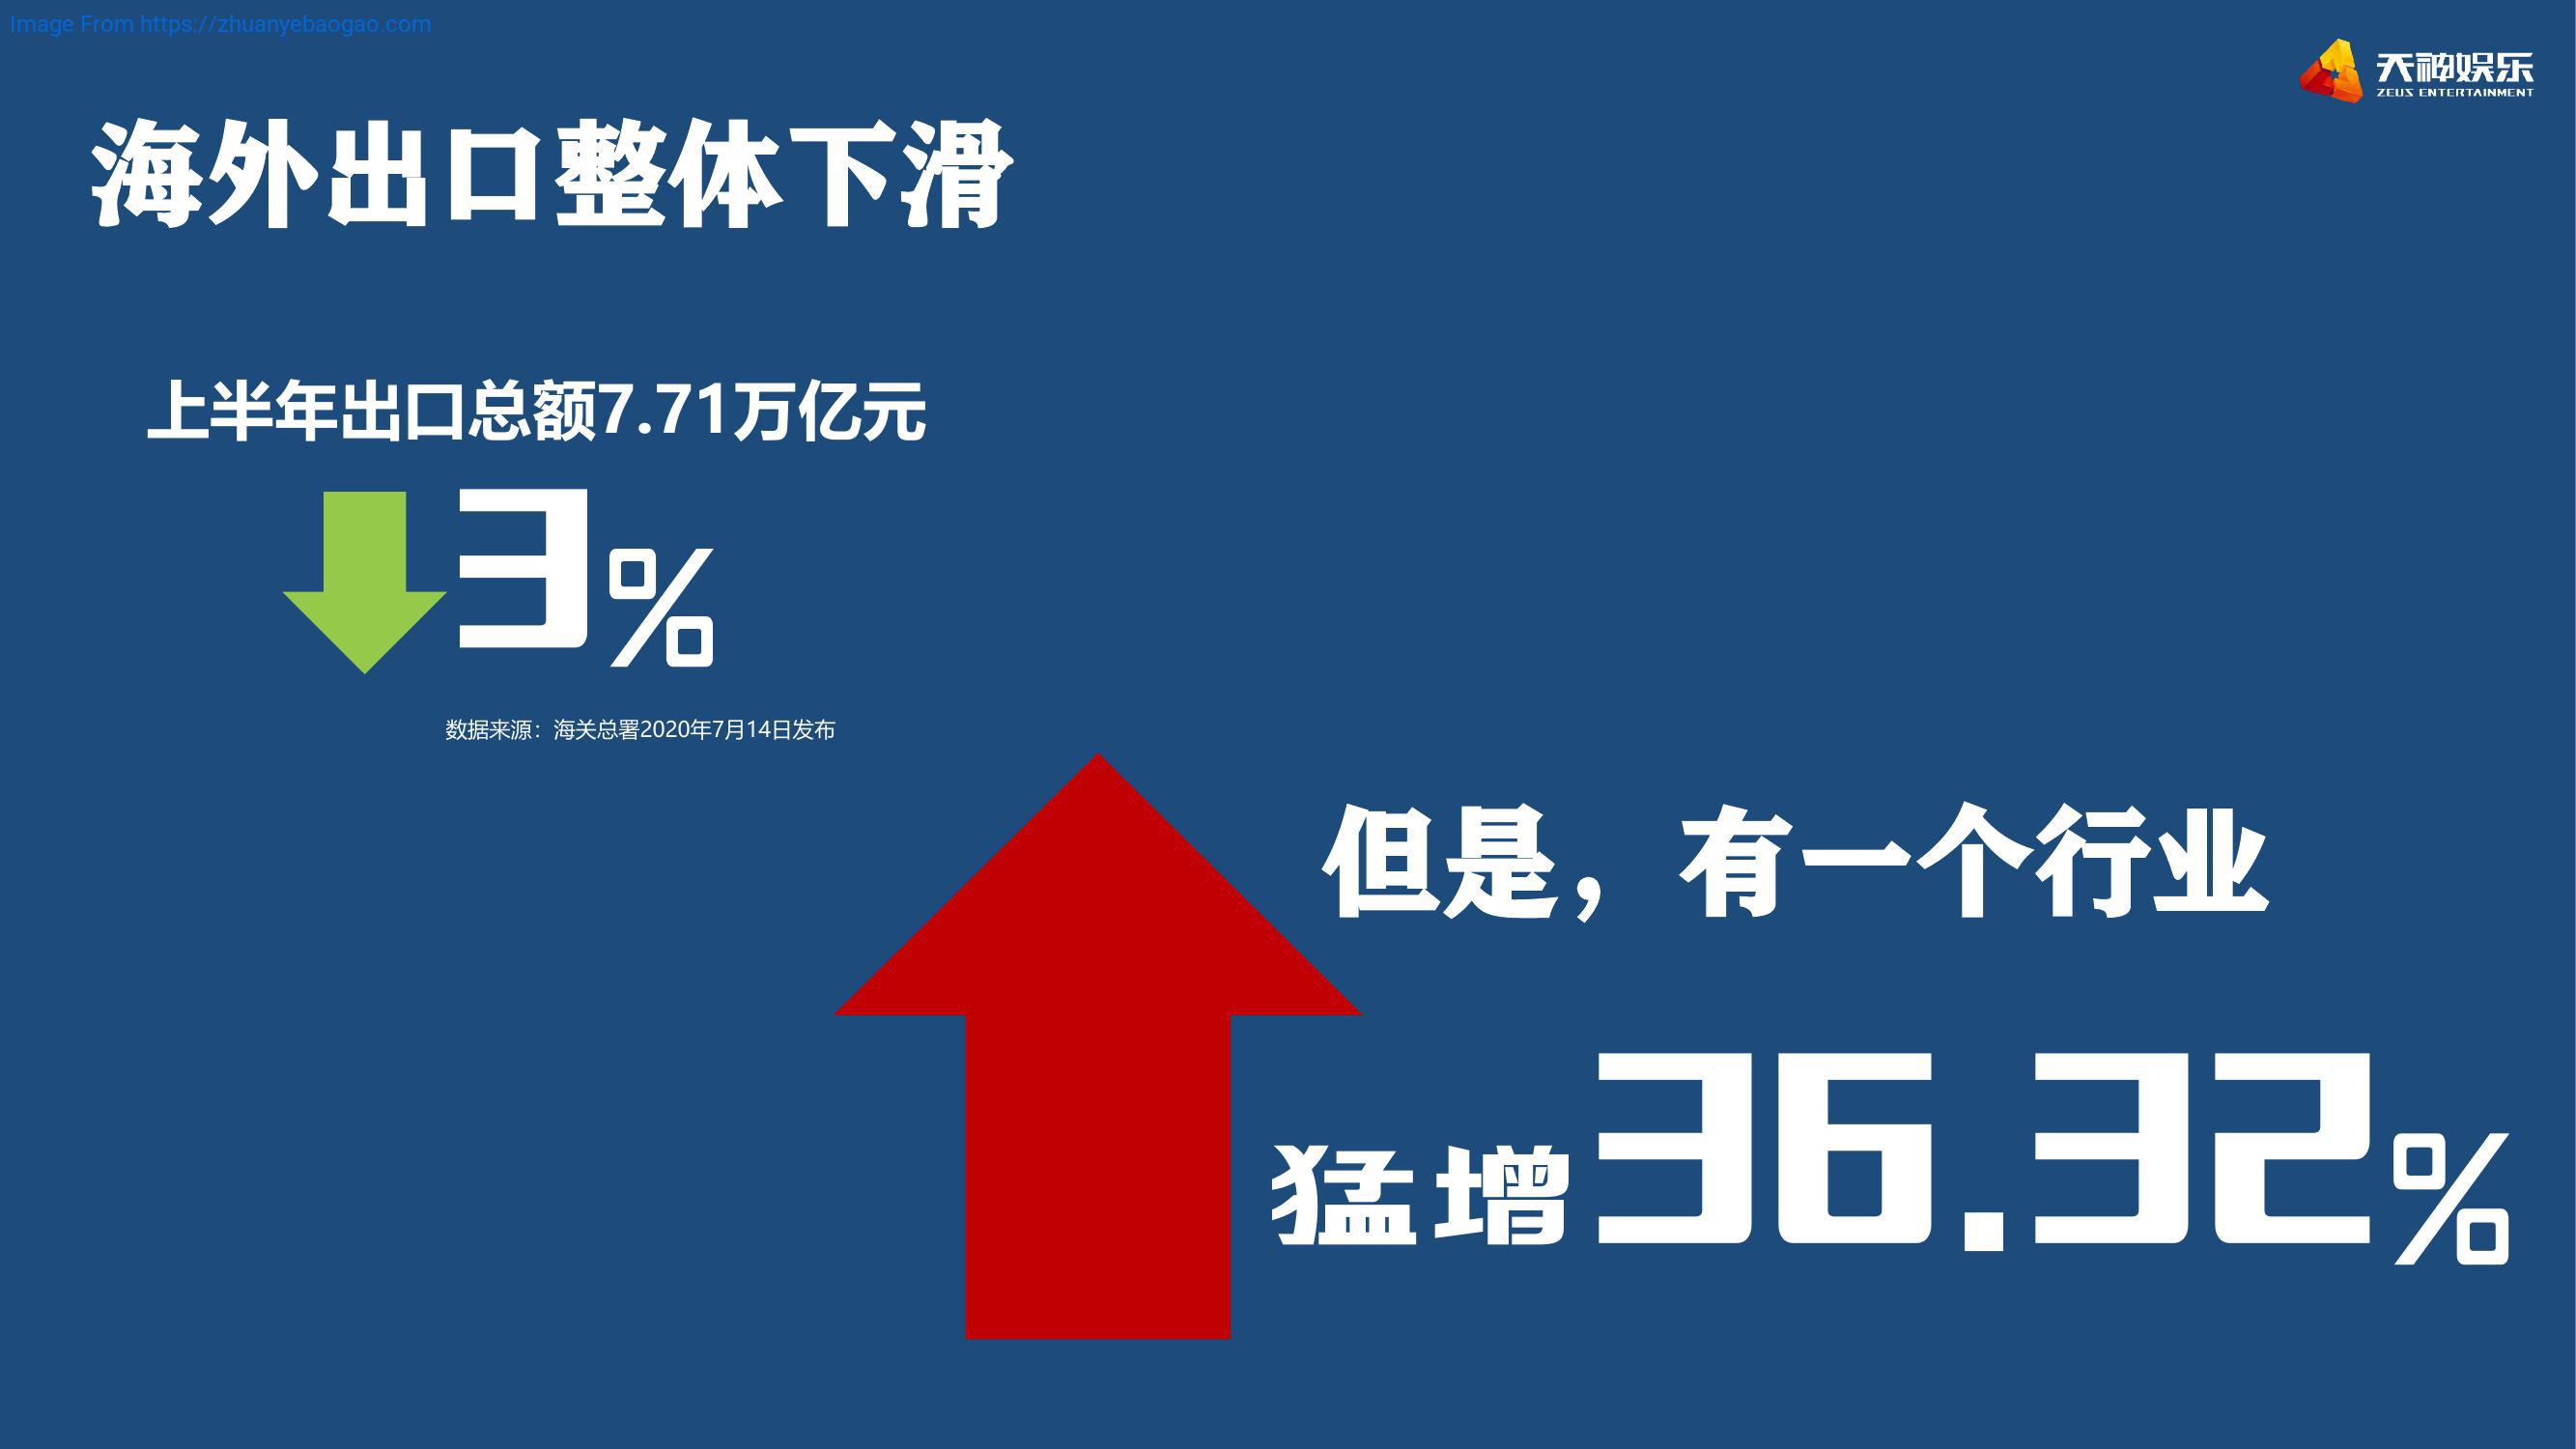 Image From https://zhuanyebaogao.com
天神娱乐
ZEUS ENTERTAINMENT
海外出口整体下滑
上半年出口总额7.71万亿元
3%
数据来源：海关总署2020年7月14日发布
但是，有一个行业
猛增36.32%